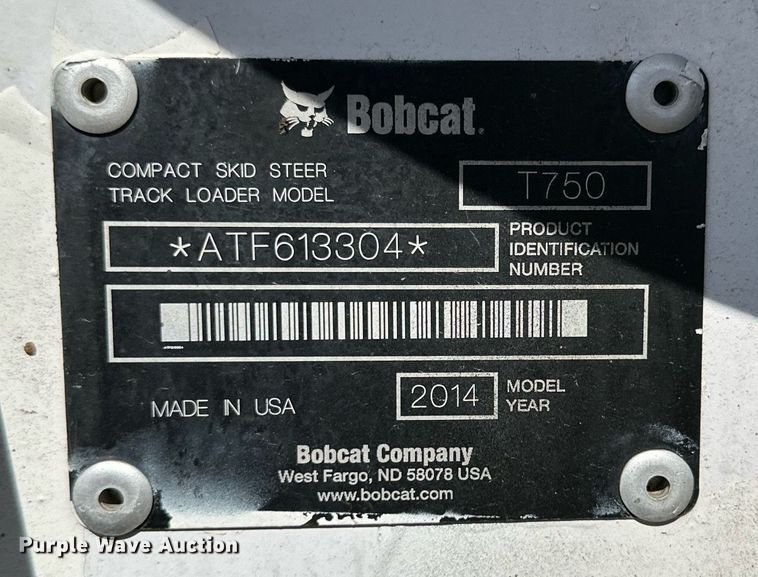 Bobcat
COMPACT SKID STEER
TRACK LOADER MODEL
T750
*ATF613304*
PRODUCT
IDENTIFICATION
NUMBER
MADE IN USA
2014
MODEL
YEAR
Bobcat Company
West Fargo, ND 58078 USA
www.bobcat.com
Purple Wave Auction